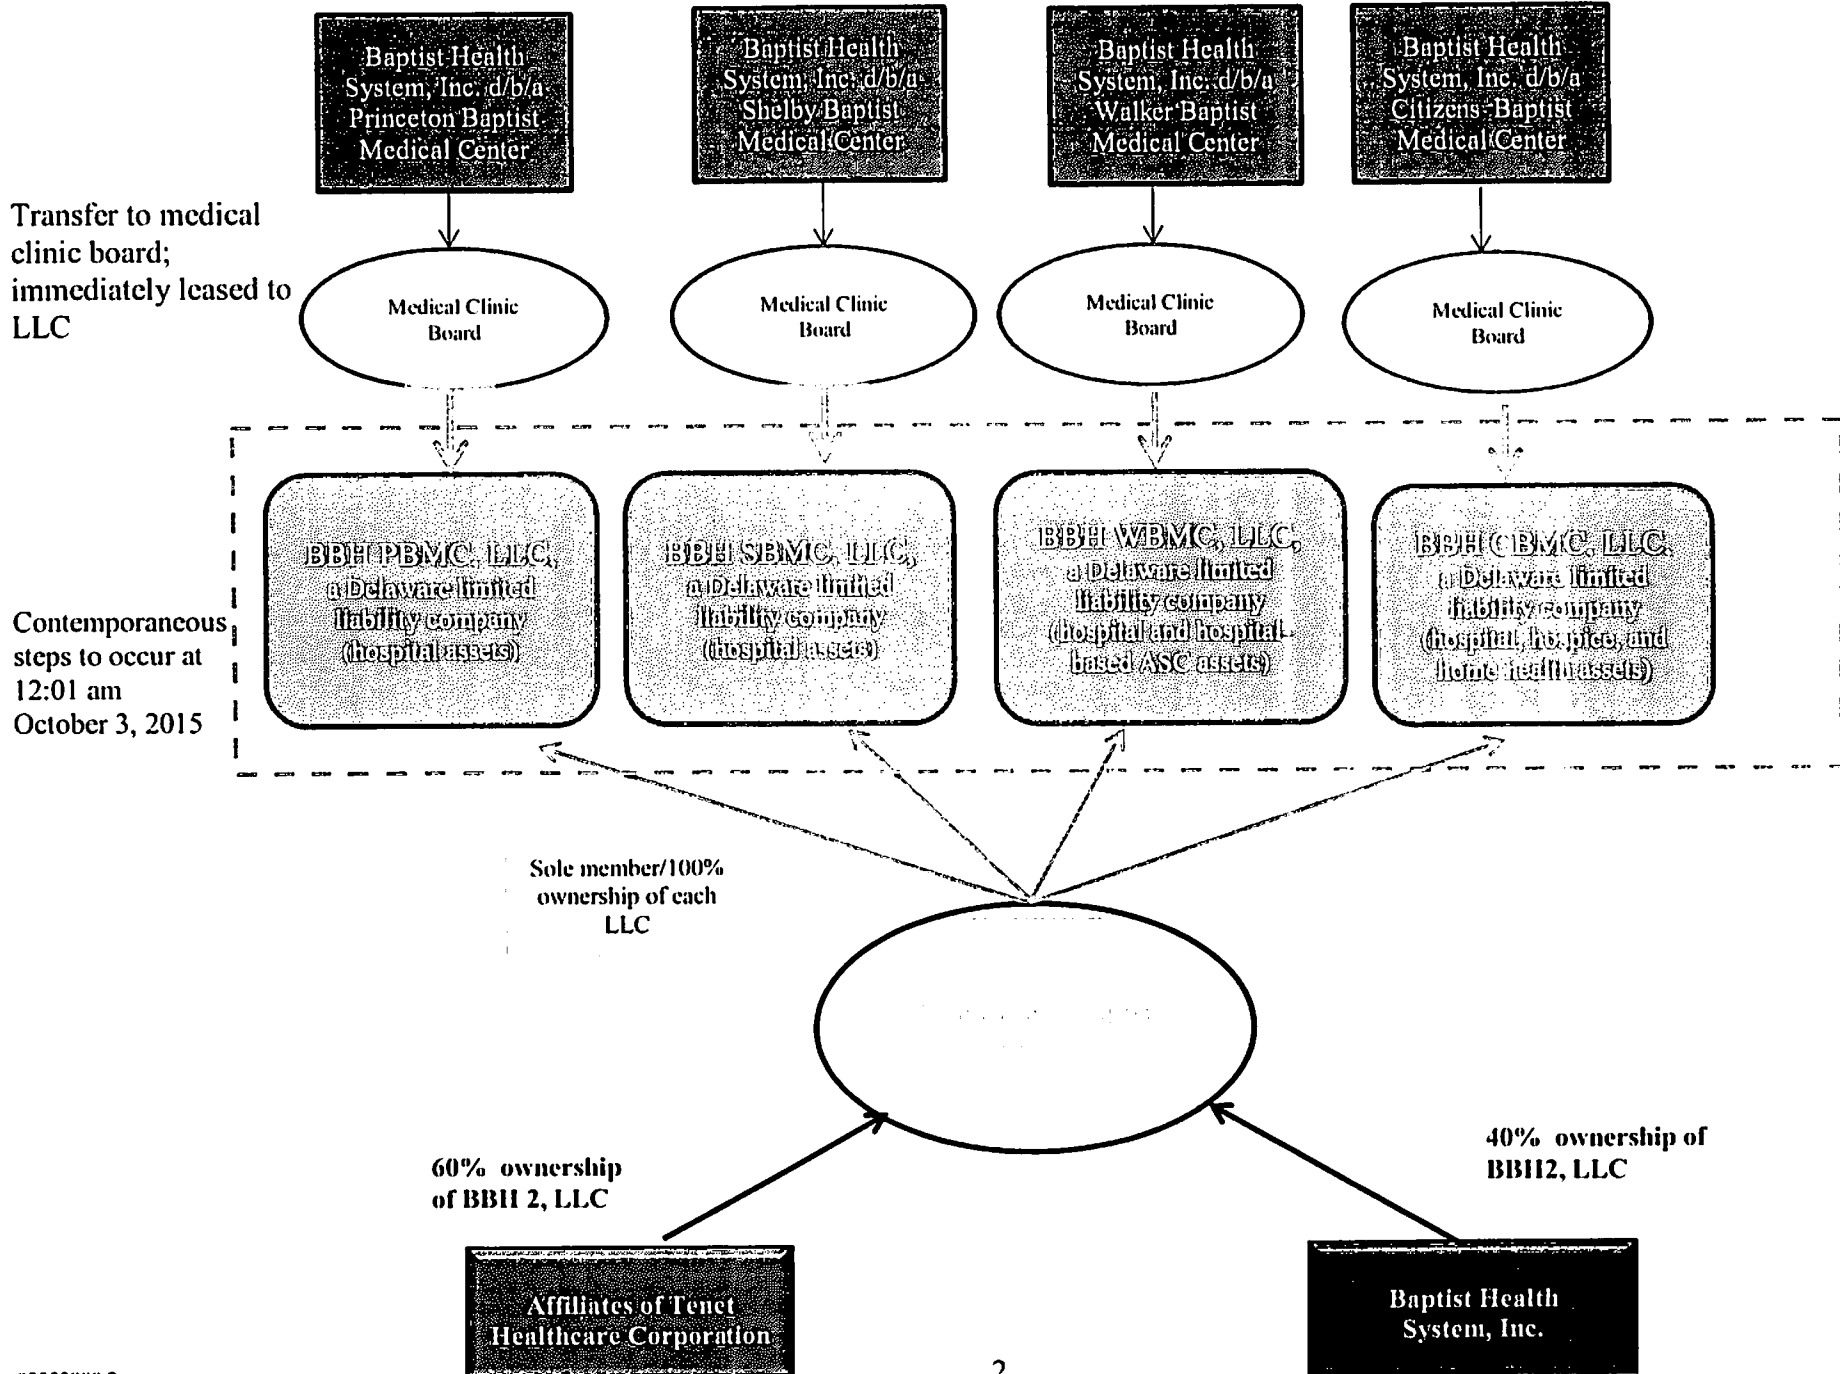 Baptist Health
System, Inc. d/b/a
Princeton Baptist
Medical Center
Baptist Health
System, Inc. d/b/a
Shelby Baptist
Medical Center
Baptist Health
System, Inc. d/b/a
Walker Baptist
Medical Center
Baptist Health
System, Inc. d/b/a
Citizens Baptist
Medical Center
Transfer to medical
clinic board;
immediately leased to
LLC
Medical Clinic
Board
Medical Clinic
Board
Medical Clinic
Board
Medical Clinic
Board
Contemporaneous
steps to occur at
12:01 am
October 3, 2015
BBH PBMC, LLC,
a Delaware limited
liability company
(hospital assets)
BBH SBMC, LLC,
a Delaware limited
liability company
(hospital assets)
BBH WBMC, LLC,
a Delaware limited
liability company
(hospital and hospital-
based ASC assets)
BBH CBMC, LLC,
a Delaware limited
liability company
(hospital, hospice, and
home health assets)
Sole member/100%
ownership of each
LLC
60% ownership
of BBH 2, LLC
40% ownership of
BBH2, LLC
Affiliates of Tenet
Healthcare Corporation
Baptist Health
System, Inc.
2